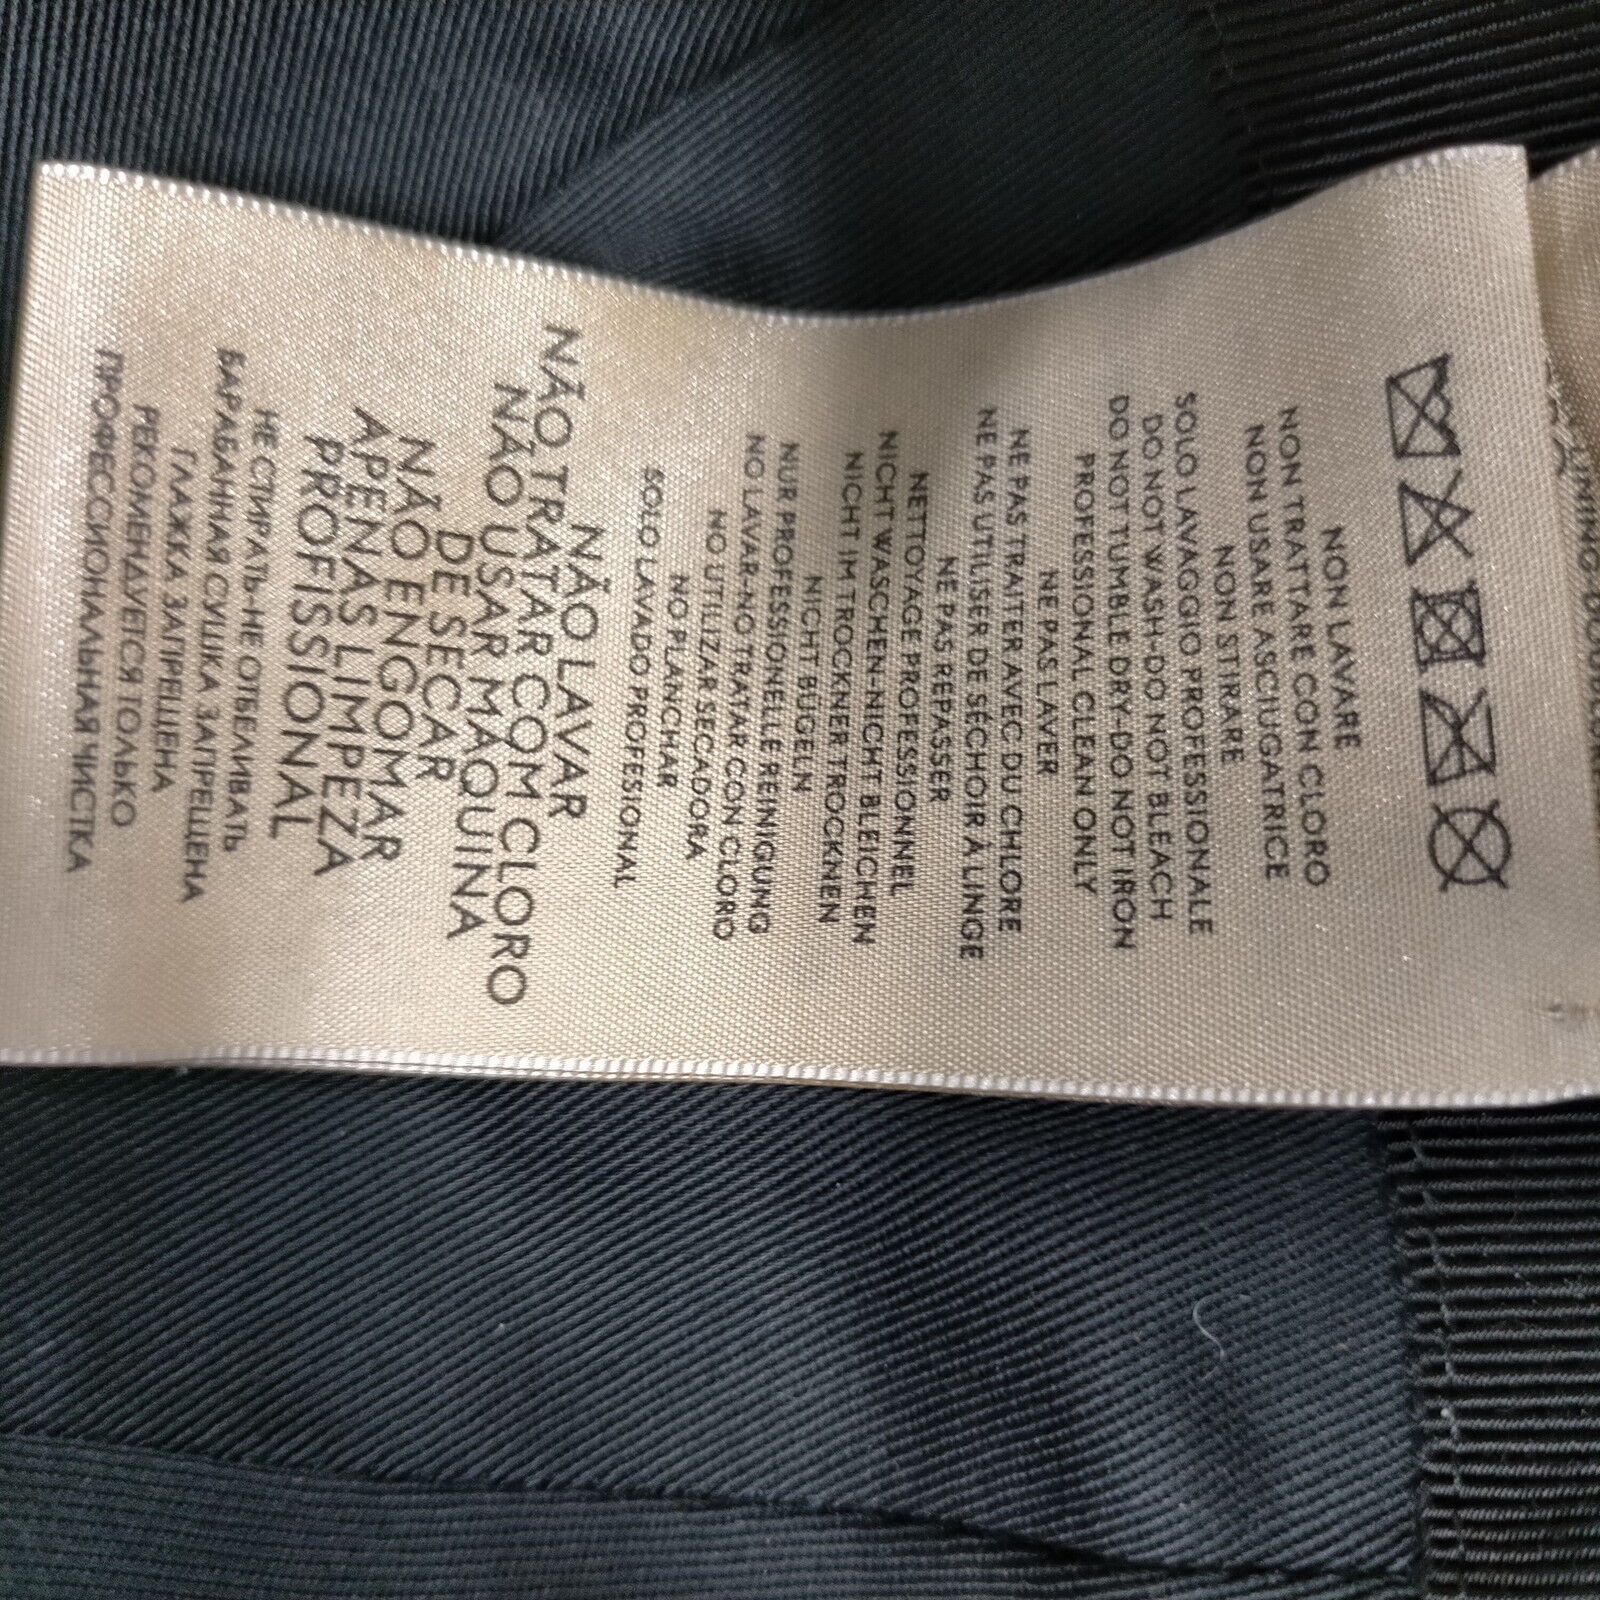 NON LAVARE
NON TRATTARE CON CLORO
NON USARE ASCIUGATRICE
NON STIRARE
SOLO LAVAGGIO PROFESSIONALE
DO NOT WASH-DO NOT BLEACH
DO NOT TUMBLE DRY-DO NOT IRON
PROFESSIONAL CLEAN ONLY
NE PAS LAVER
NE PAS TRAITER AVEC DU CHLORE
NE PAS UTILISER DE SÉCHOIR À LINGE
NE PAS REPASSER
NETTOYAGE PROFESSIONNEL
NICHT WASCHEN-NICHT BLEICHEN
NICHT IM TROCKNER TROCKNEN
NICHT BÜGELN
NUR PROFESSIONELLE REINIGUNG
NO LAVAR-NO TRATAR CON CLORO
NO UTILIZAR SECADORA
NO PLANCHAR
SOLO LAVADO PROFESIONAL
NÃO LAVAR
NÃO TRATAR COM CLORO
NÃO USAR MÁQUINA
DE SECAR
NÃO ENGOMAR
APENAS LIMPEZA
PROFISSIONAL
НЕ СТИРАТЬ-НЕ ОТБЕЛИВАТЬ
БАРАБАННАЯ СУШКА ЗАПРЕЩЕНА
ГЛАЖКА ЗАПРЕЩЕНА
РЕКОМЕНДУЕТСЯ ТОЛЬКО
ПРОФЕССИОНАЛЬНАЯ ЧИСТКА